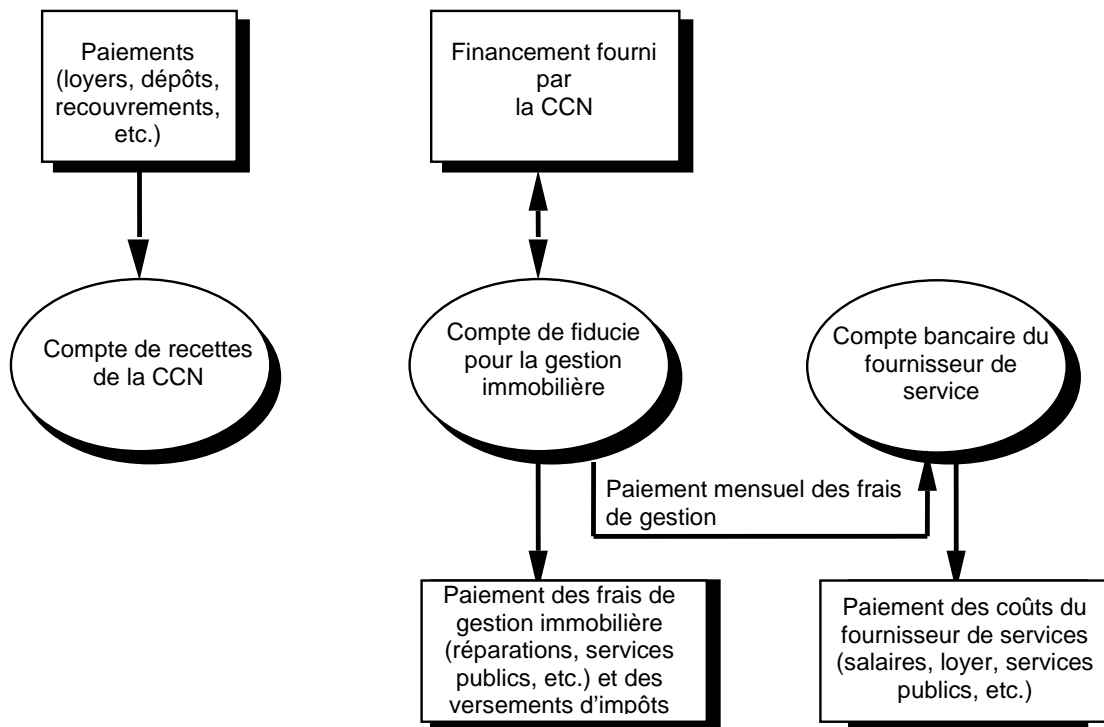 Paiements
(loyers, dépôts,
recouvrements,
etc.)
Financement fourni
par
la CCN
Compte de recettes
de la CCN
Compte de fiducie
pour la gestion
immobilière
Compte bancaire du
fournisseur de
service
Paiement mensuel des frais
de gestion
Paiement des frais de
gestion immobilière
(réparations, services
publics, etc.) et des
versements d'impôts
Paiement des coûts du
fournisseur de services
(salaires, loyer, services
publics, etc.)